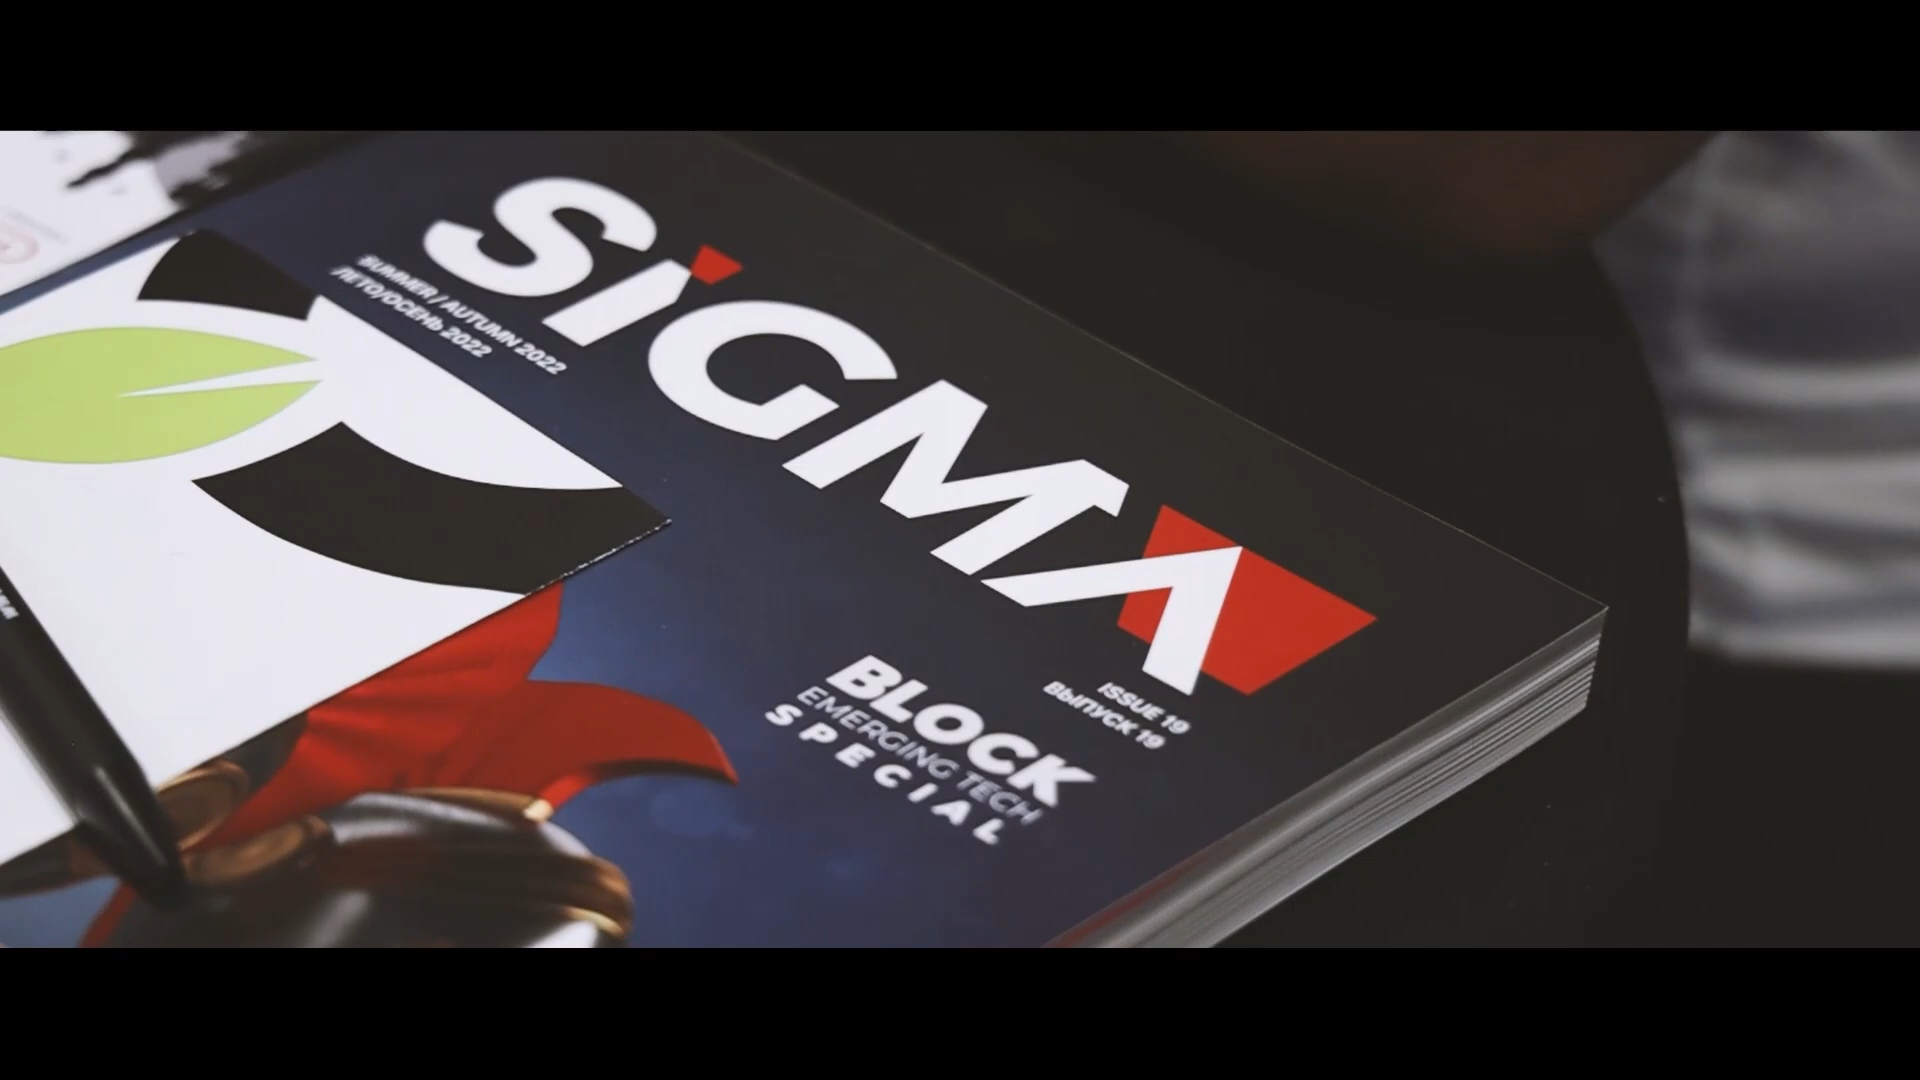 SIGMA
SUMMER / AUTUMN 2022
ЛЕТО/ОСЕНЬ 2022
ISSUE 19
ВЫПУСК 19
BLOCK
EMERGING TECH
SPECIAL